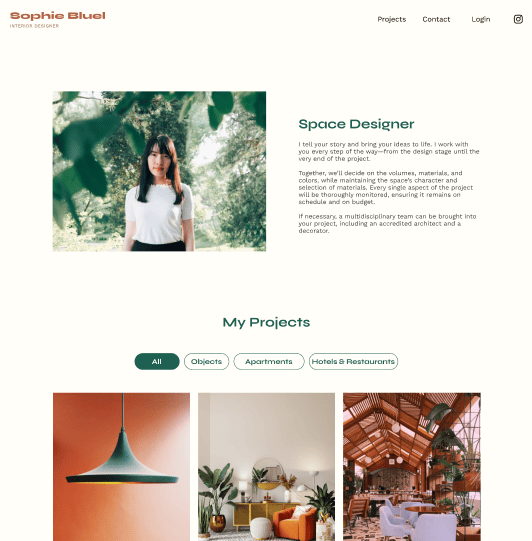 Sophie Bluel
INTERIOR DESIGNER
Projects Contact Login
Space Designer
I tell your story and bring your ideas to life. I work with
you every step of the way—from the design stage until the
very end of the project.
Together, we'll decide on the volumes, materials, and
colors, while maintaining the space's character and
selection of materials. Every single aspect of the project
will be thoroughly monitored, ensuring it remains on
schedule and on budget.
If necessary, a multidisciplinary team can be brought into
your project, including an accredited architect and a
decorator.
My Projects
All Objects Apartments Hotels & Restaurants